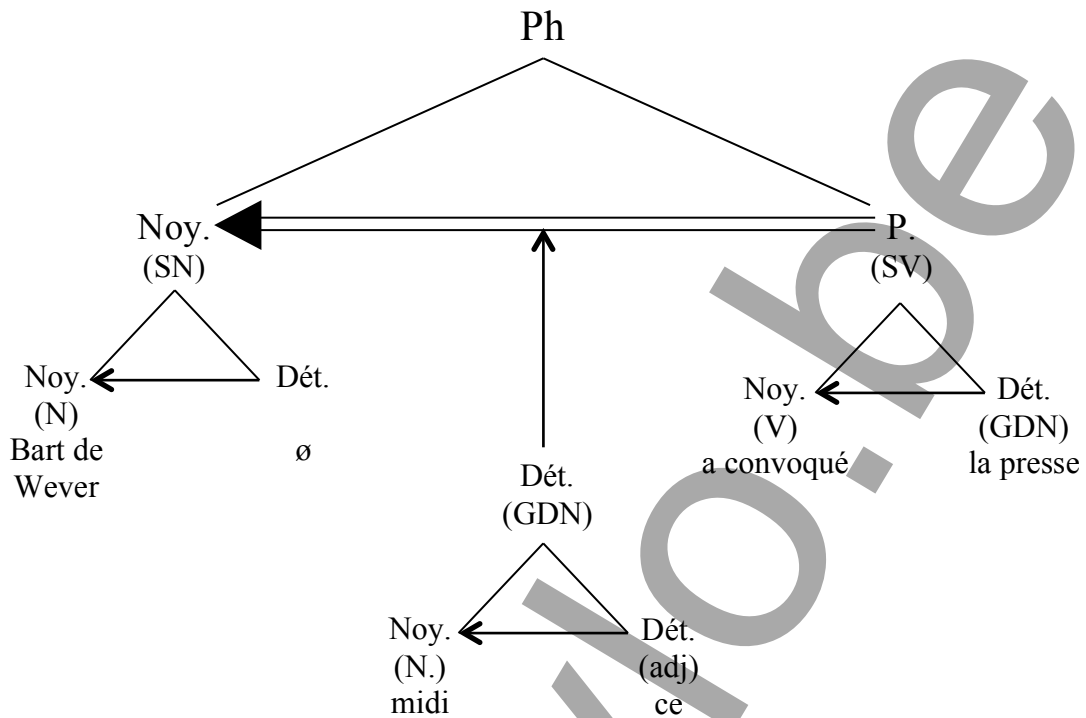 Ph
Noy.
(SN)
P.
(SV)
Noy.
(N)
Bart de
Wever
Dét.
ø
Noy.
(V)
a convoqué
Dét.
(GDN)
la presse
Dét.
(GDN)
Noy.
(N.)
midi
Dét.
(adj)
ce